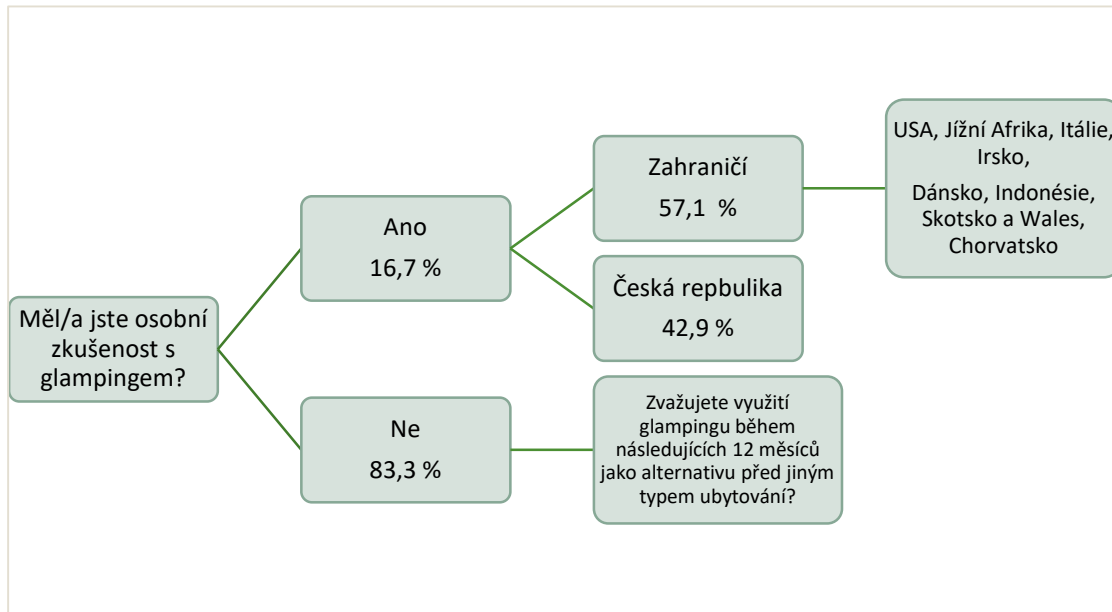 Měl/a jste osobní
zkušenost s
glampingem?
Ano
16,7 %
Zahraničí
57,1 %
USA, Jížní Afrika, Itálie,
Irsko,
Dánsko, Indonésie,
Skotsko a Wales,
Chorvatsko
Česká repbulika
42,9 %
Ne
83,3 %
Zvažujete využití
glampingu během
následujících 12 měsíců
jako alternativu před jiným
typem ubytování?